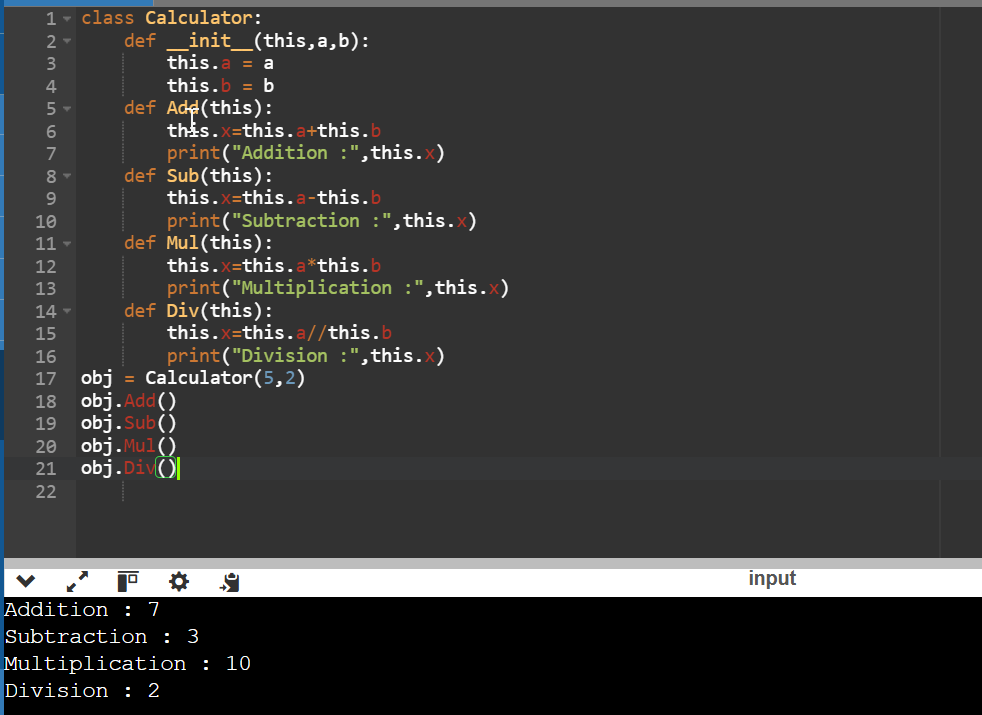 1 class Calculator:
2     def __init__(this,a,b):
3         this.a = a
4         this.b = b
5     def Add(this):
6         this.x=this.a+this.b
7         print("Addition :",this.x)
8     def Sub(this):
9         this.x=this.a-this.b
10         print("Subtraction :",this.x)
11     def Mul(this):
12         this.x=this.a*this.b
13         print("Multiplication :",this.x)
14     def Div(this):
15         this.x=this.a//this.b
16         print("Division :",this.x)
17 obj = Calculator(5,2)
18 obj.Add()
19 obj.Sub()
20 obj.Mul()
21 obj.Div()
22
input
Addition : 7
Subtraction : 3
Multiplication : 10
Division : 2